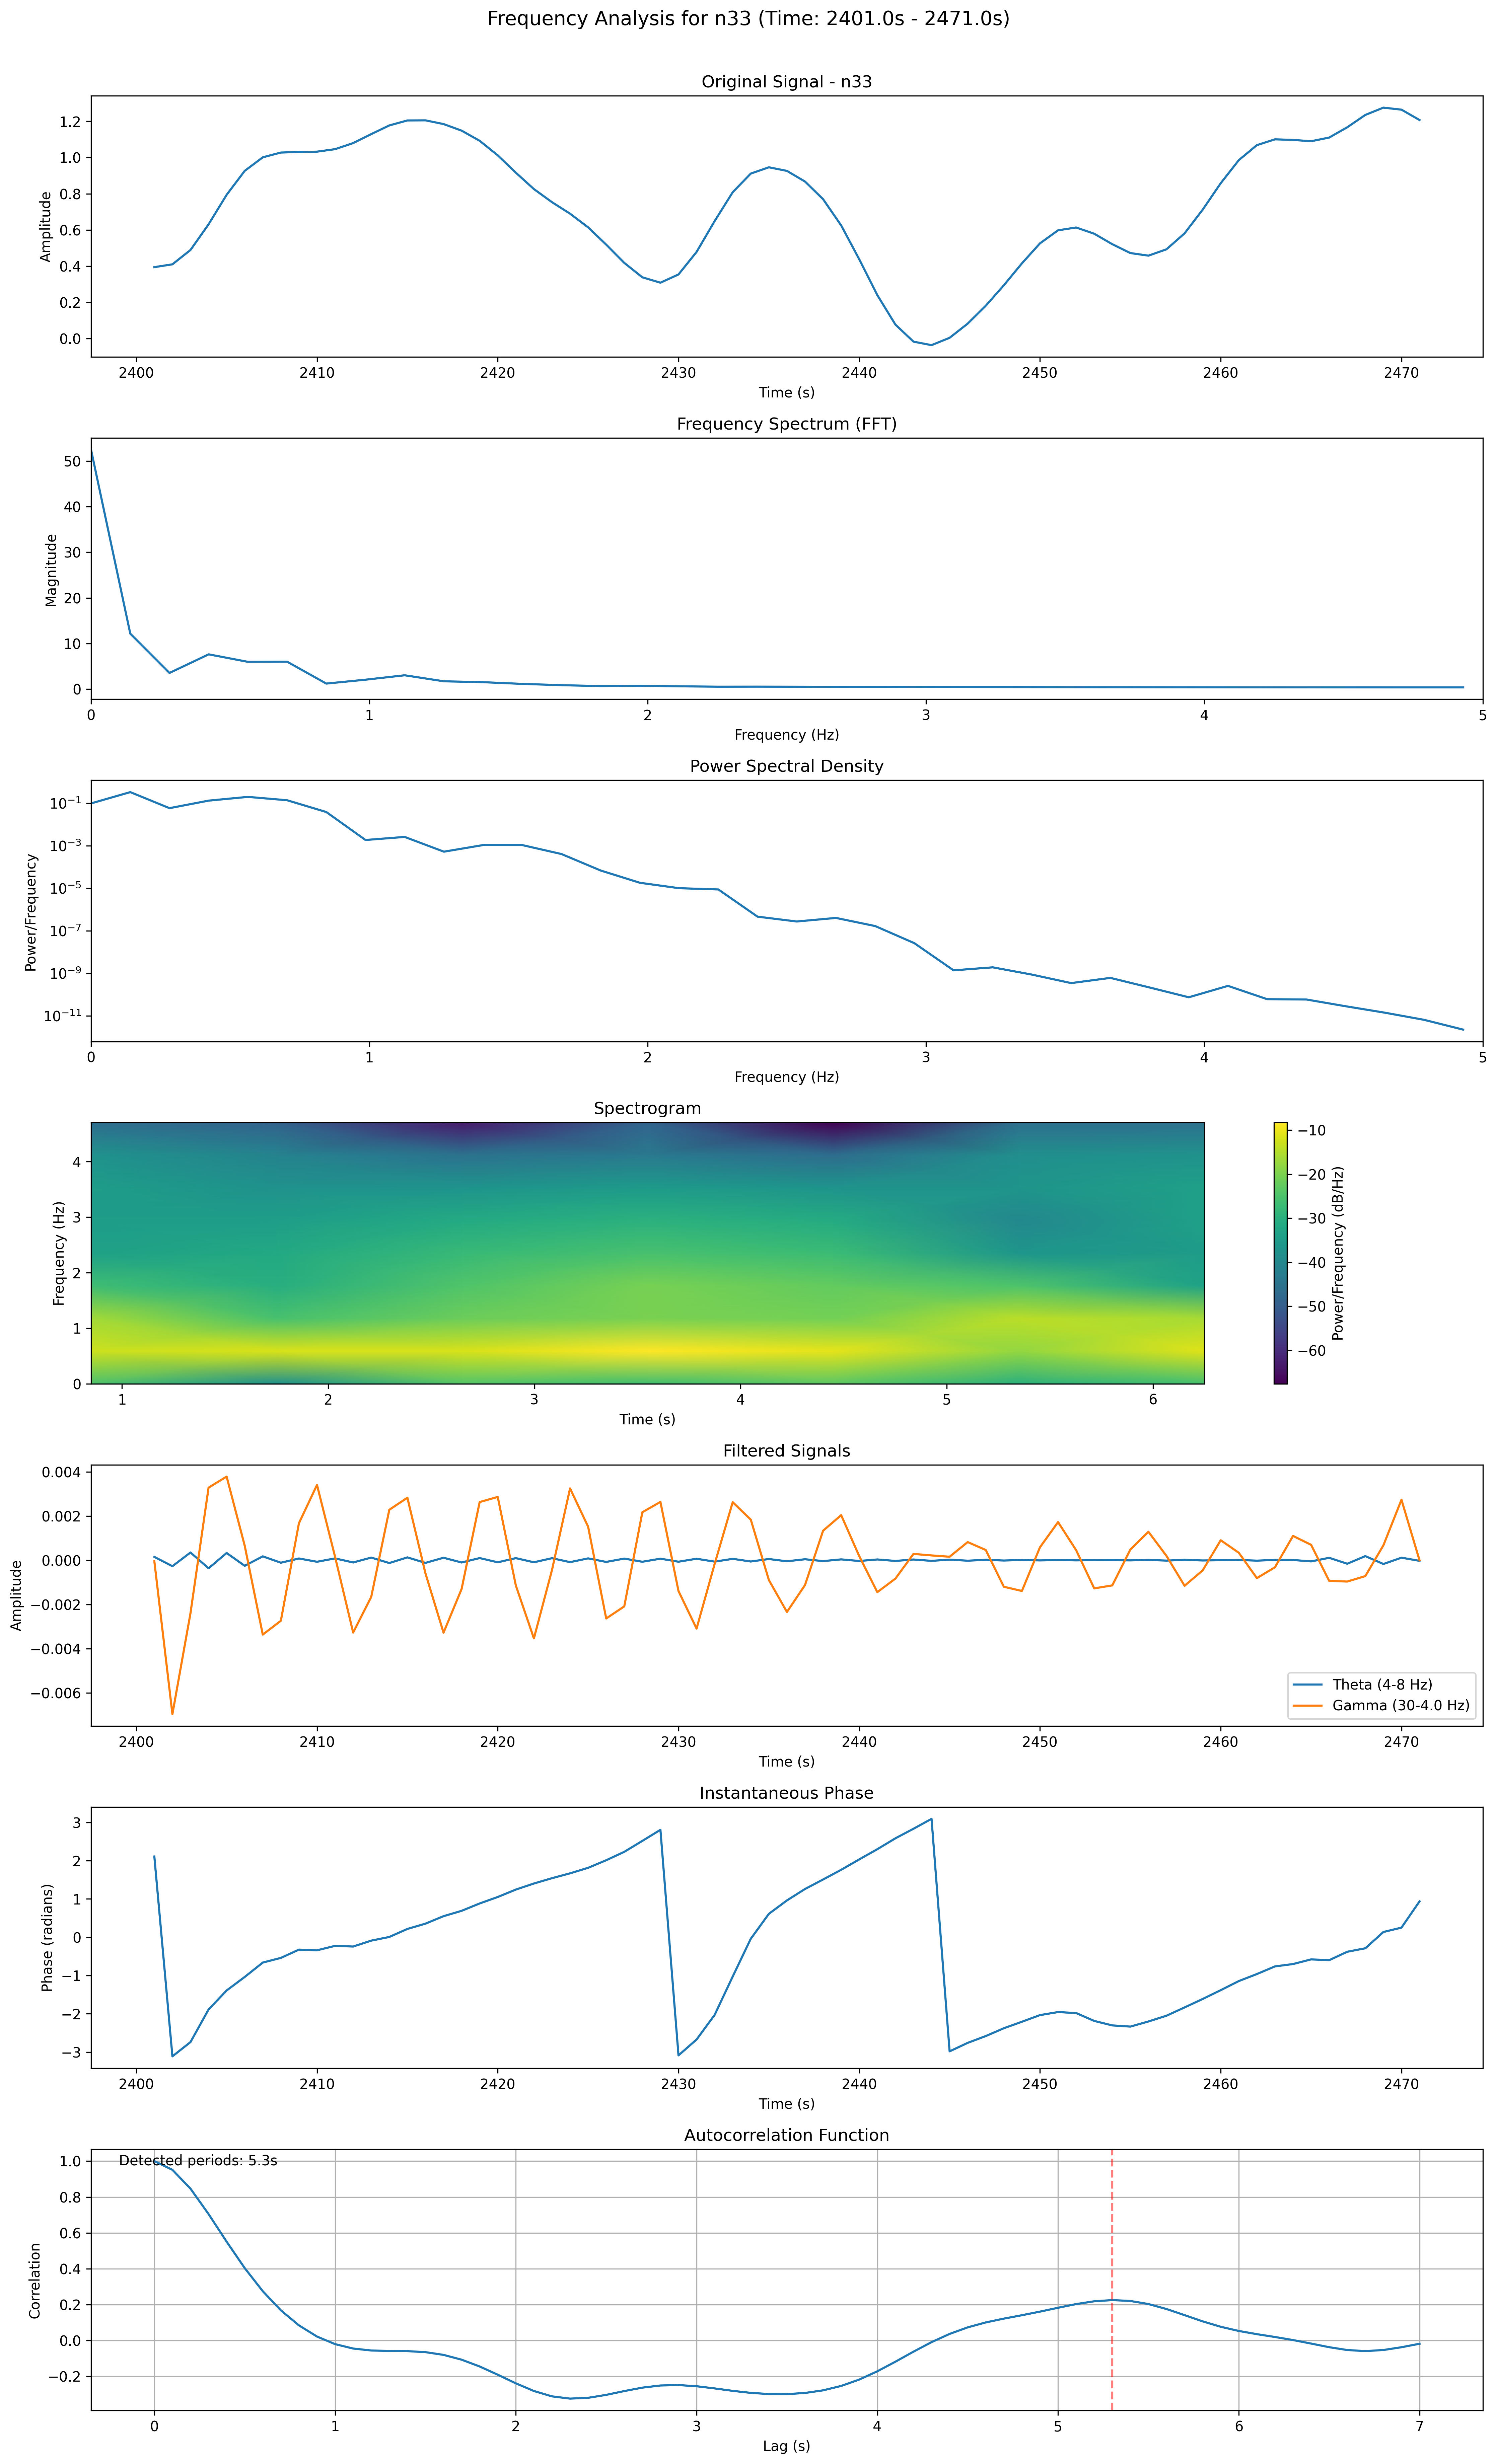 Frequency Analysis for n33 (Time: 2401.0s - 2471.0s)
Original Signal - n33
Amplitude
1.2
1.0
0.8
0.6
0.4
0.2
0.0
2400 2410 2420 2430 2440 2450 2460 2470
Time (s)
Frequency Spectrum (FFT)
Magnitude
50
40
30
20
10
0
0 1 2 3 4 5
Frequency (Hz)
Power Spectral Density
Power/Frequency
10⁻¹
10⁻³
10⁻⁵
10⁻⁷
10⁻⁹
10⁻¹¹
0 1 2 3 4 5
Frequency (Hz)
Spectrogram
Frequency (Hz)
4
3
2
1
0
1 2 3 4 5 6
Time (s)
−10
−20
−30
−40
−50
−60
Power/Frequency (dB/Hz)
Filtered Signals
Amplitude
0.004
0.002
0.000
−0.002
−0.004
−0.006
Theta (4-8 Hz)
Gamma (30-4.0 Hz)
2400 2410 2420 2430 2440 2450 2460 2470
Time (s)
Instantaneous Phase
Phase (radians)
3
2
1
0
−1
−2
−3
2400 2410 2420 2430 2440 2450 2460 2470
Time (s)
Autocorrelation Function
Detected periods: 5.3s
Correlation
1.0
0.8
0.6
0.4
0.2
0.0
−0.2
0 1 2 3 4 5 6 7
Lag (s)